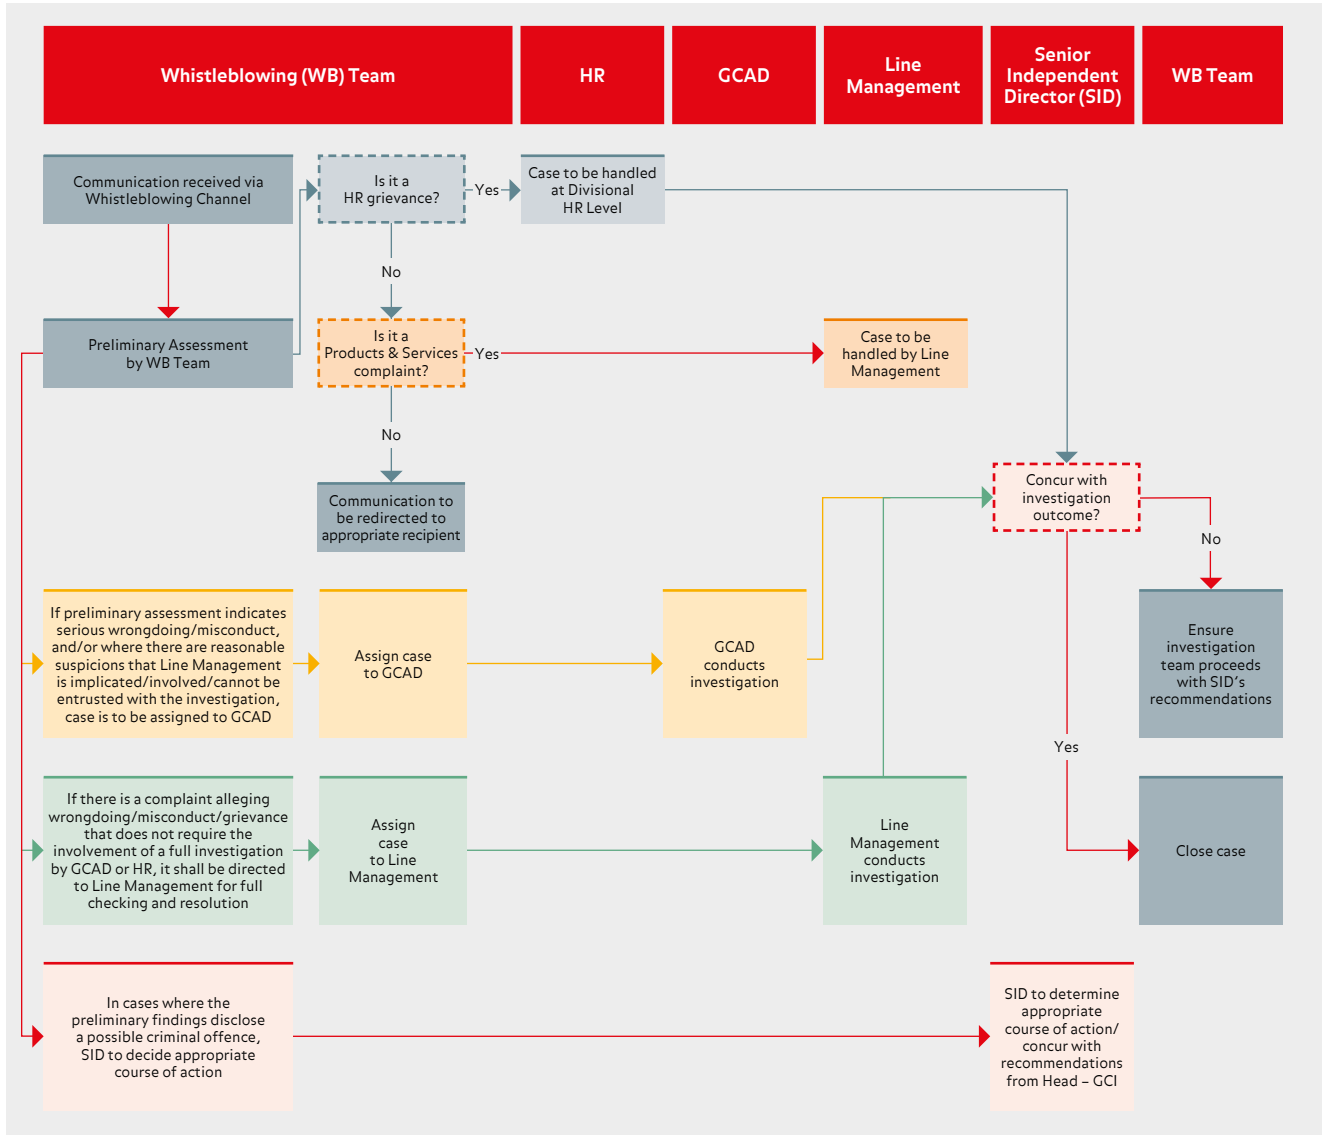 Whistleblowing (WB) Team
HR
GCAD
Line
Management
Senior
Independent
Director (SID)
WB Team
Communication received via
Whistleblowing Channel
Is it a
HR grievance?
Yes
Case to be handled
at Divisional
HR Level
No
Preliminary Assessment
by WB Team
Is it a
Products & Services
complaint?
Yes
Case to be
handled by Line
Management
No
Communication to
be redirected to
appropriate recipient
Concur with
investigation
outcome?
No
If preliminary assessment indicates
serious wrongdoing/misconduct,
and/or where there are reasonable
suspicions that Line Management
is implicated/involved/cannot be
entrusted with the investigation,
case is to be assigned to GCAD
Assign case
to GCAD
GCAD
conducts
investigation
Ensure
investigation
team proceeds
with SID's
recommendations
Yes
If there is a complaint alleging
wrongdoing/misconduct/grievance
that does not require the
involvement of a full investigation
by GCAD or HR, it shall be directed
to Line Management for full
checking and resolution
Assign
case
to Line
Management
Line
Management
conducts
investigation
Close case
In cases where the
preliminary findings disclose
a possible criminal offence,
SID to decide appropriate
course of action
SID to determine
appropriate
course of action/
concur with
recommendations
from Head – GCI